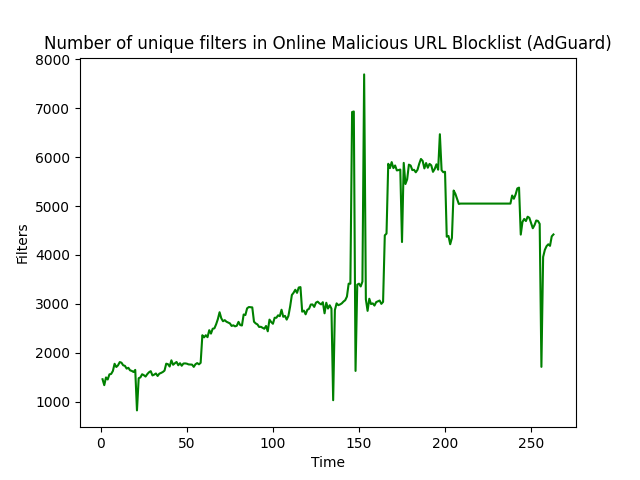 Number of unique filters in Online Malicious URL Blocklist (AdGuard)
8000
7000
6000
5000
4000
3000
2000
1000
Filters
0 50 100 150 200 250
Time